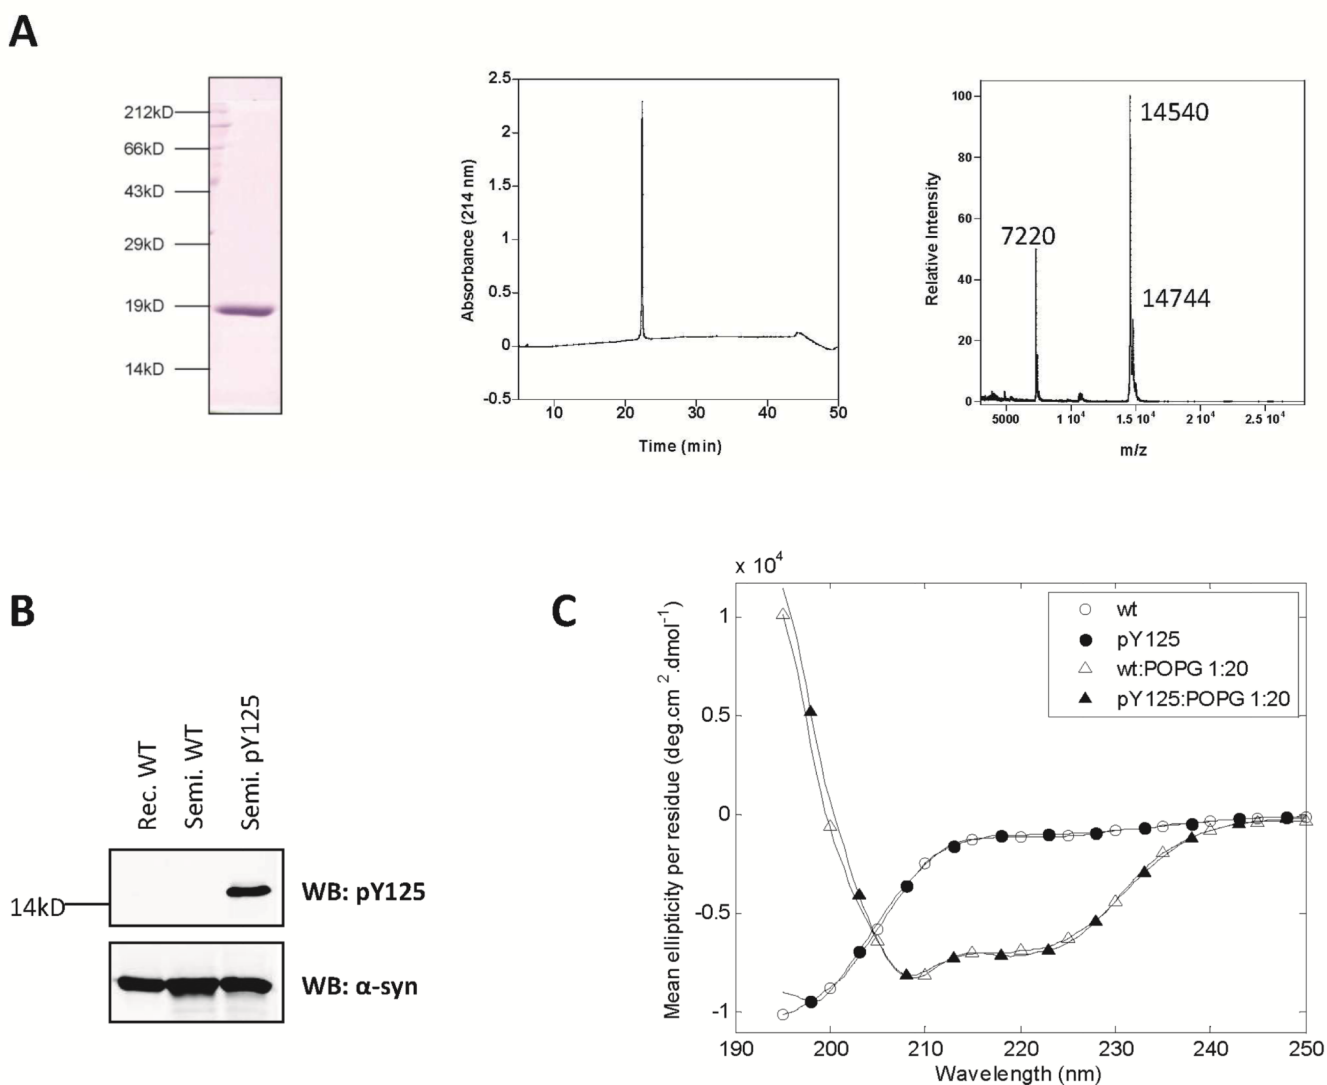 A
212kD
66kD
43kD
29kD
19kD
14kD
2.5
2
1.5
1
0.5
0
-0.5
Absorbance (214 nm)
10 20 30 40 50
Time (min)
100
80
60
40
20
0
Relative Intensity
14540
7220
14744
5000 1 10⁴ 1.5 10⁴ 2 10⁴ 2.5 10⁴
m/z
B
Rec. WT
Semi. WT
Semi. pY125
14kD
WB: pY125
WB: α-syn
C
x 10⁴
Mean ellipticity per residue (deg.cm².dmol⁻¹)
1
0.5
0
-0.5
-1
wt
pY125
wt:POPG 1:20
pY125:POPG 1:20
190 200 210 220 230 240 250
Wavelength (nm)